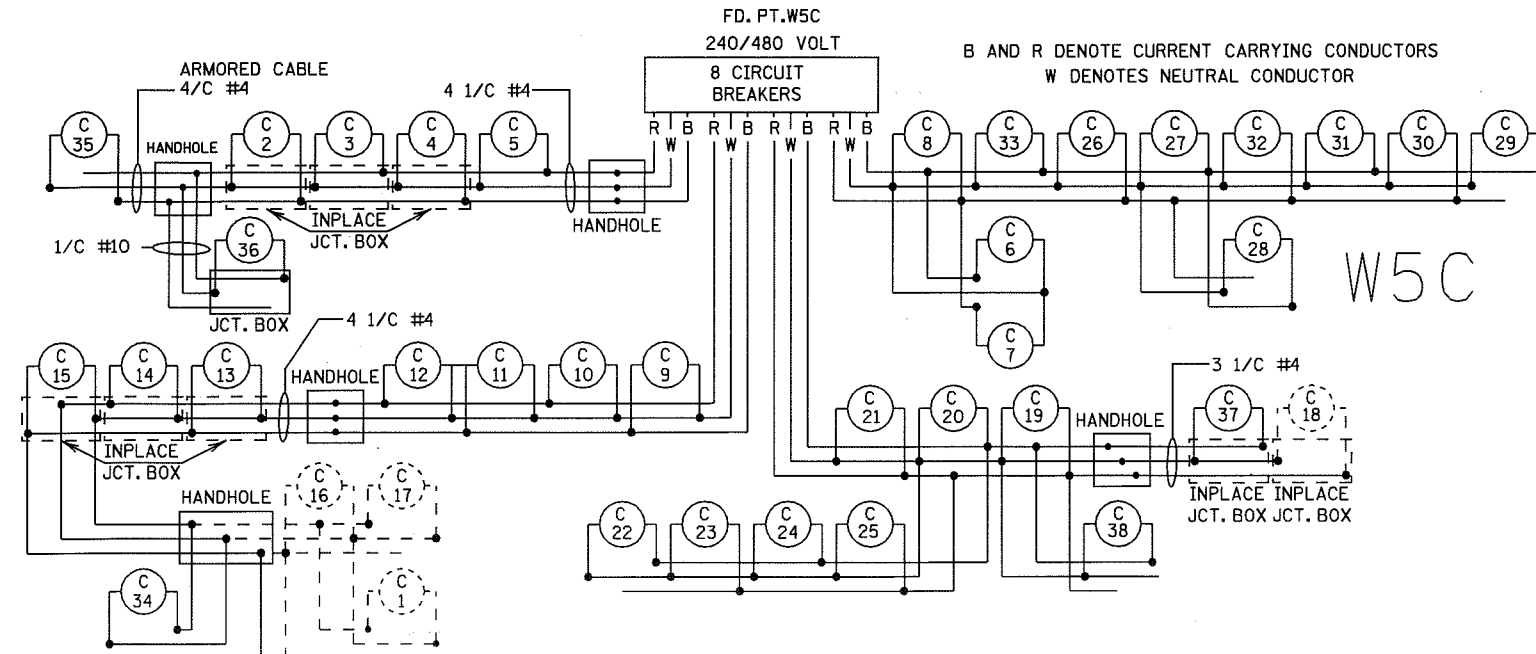 FD. PT.W5C
240/480 VOLT
8 CIRCUIT
BREAKERS
B AND R DENOTE CURRENT CARRYING CONDUCTORS
W DENOTES NEUTRAL CONDUCTOR
ARMORED CABLE
4/C #4
4 1/C #4
R W B R W B R W B R W B
C 35
HANDHOLE
C 2
C 3
C 4
C 5
C 8
C 33
C 26
C 27
C 32
C 31
C 30
C 29
INPLACE
JCT. BOX
HANDHOLE
1/C #10
C 36
JCT. BOX
C 6
C 28
W5C
C 7
4 1/C #4
C 15
C 14
C 13
HANDHOLE
C 12
C 11
C 10
C 9
3 1/C #4
C 21
C 20
C 19
HANDHOLE
C 37
C 18
INPLACE
JCT. BOX
INPLACE INPLACE
JCT. BOX JCT. BOX
HANDHOLE
C 16
C 17
C 22
C 23
C 24
C 25
C 38
C 34
C 1